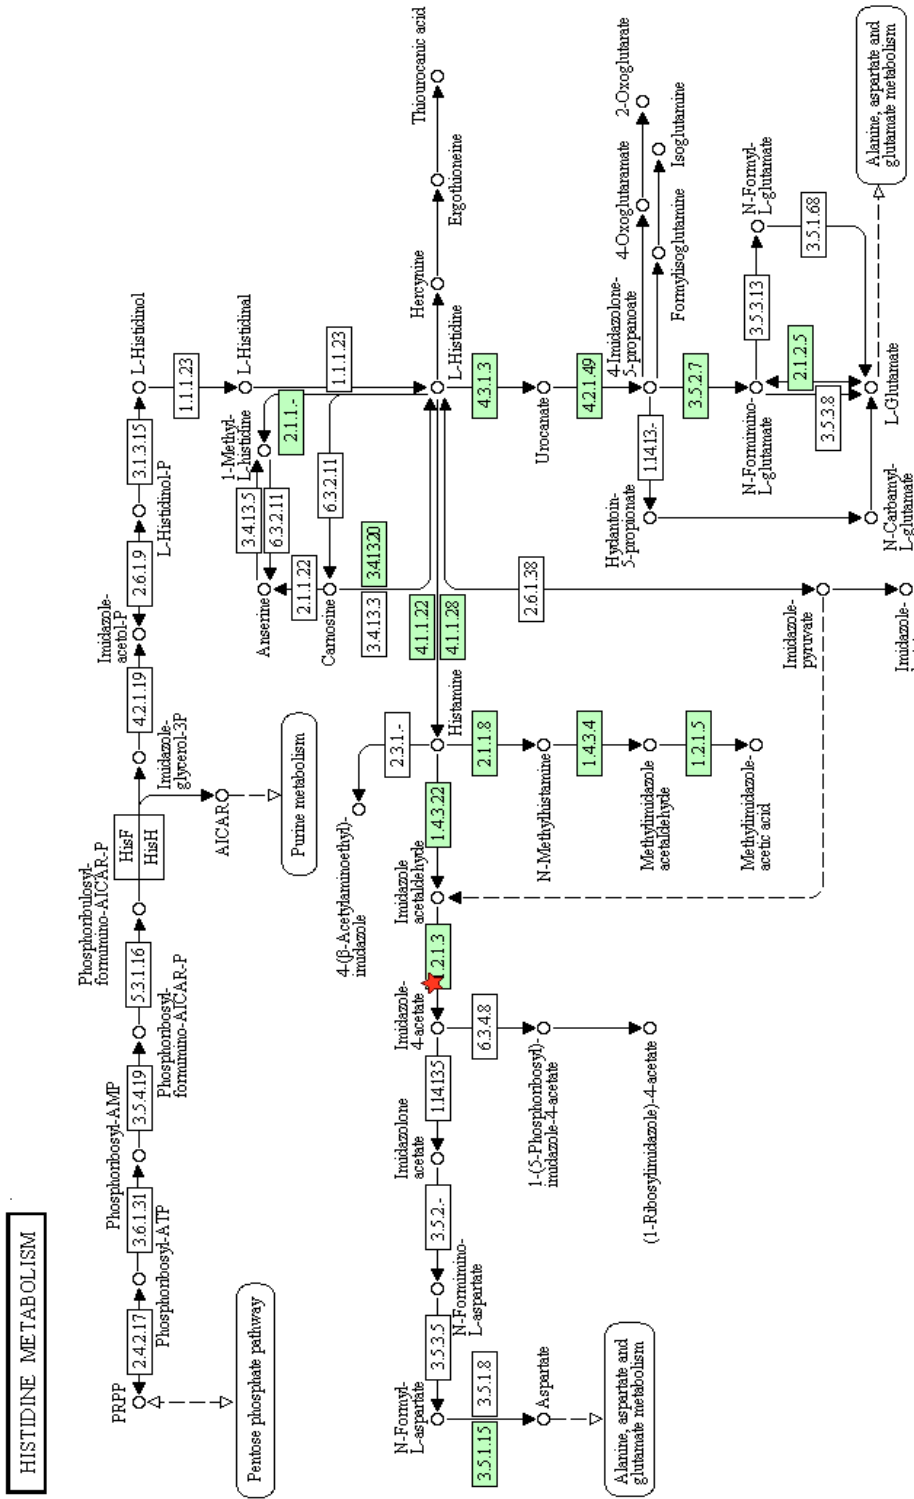 HISTIDINE METABOLISM
PRPP
2.4.2.17
Phosphoribosyl-ATP
3.6.1.31
Phosphoribosyl-AMP
3.5.4.19
Phosphoribosyl-
formimino-AICAR-P
5.3.1.16
Phosphoribulosyl-
formimino-AICAR-P
HisF
HisH
Imidazole-
glycerol-3P
4.2.1.19
Imidazole-
acetol-P
2.6.1.9
L-Histidinol-P
3.1.3.15
L-Histidinol
Pentose phosphate pathway
AICAR
Purine metabolism
1.1.1.23
L-Histidinal
1.1.1.23
2.1.1.-
1-Methyl-
L-histidine
3.4.13.5
6.3.2.11
Anserine
2.1.1.22
Carnosine
6.3.2.11
3.4.13.3
3.4.13.20
4-(β-Acetylaminoethyl)-
imidazole
2.3.1.-
N-Formyl-
L-aspartate
3.5.3.5
N-Formimino-
L-aspartate
3.5.2.-
Imidazolone
acetate
1.14.13.5
Imidazole-
4-acetate
.2.1.3
Imidazole
acetaldehyde
1.4.3.22
Histamine
4.1.1.22
4.1.1.28
L-Histidine
Hercynine
Ergothioneine
Thiourocanic acid
3.5.1.15
3.5.1.8
Aspartate
Alanine, aspartate and
glutamate metabolism
6.3.4.8
1-(5-Phosphoribosyl)-
imidazole-4-acetate
(1-Ribosylimidazole)-4-acetate
2.1.1.8
N-Methylhistamine
1.4.3.4
Methylimidazole
acetaldehyde
1.2.1.5
Methylimidazole-
acetic acid
2.6.1.38
Imidazole-
pyruvate
Imidazole-
4.3.1.3
Urocanate
4.2.1.49
4-Imidazolone-
5-propanoate
4-Oxoglutaramate
2-Oxoglutarate
Formylisoglutamine
Isoglutamine
1.14.13.-
Hydantoin-
5-propionate
3.5.2.7
N-Formimino-
L-glutamate
3.5.3.13
N-Formyl-
L-glutamate
2.1.2.5
3.5.3.8
3.5.1.68
N-Carbamyl-
L-glutamate
L-Glutamate
Alanine, aspartate and
glutamate metabolism